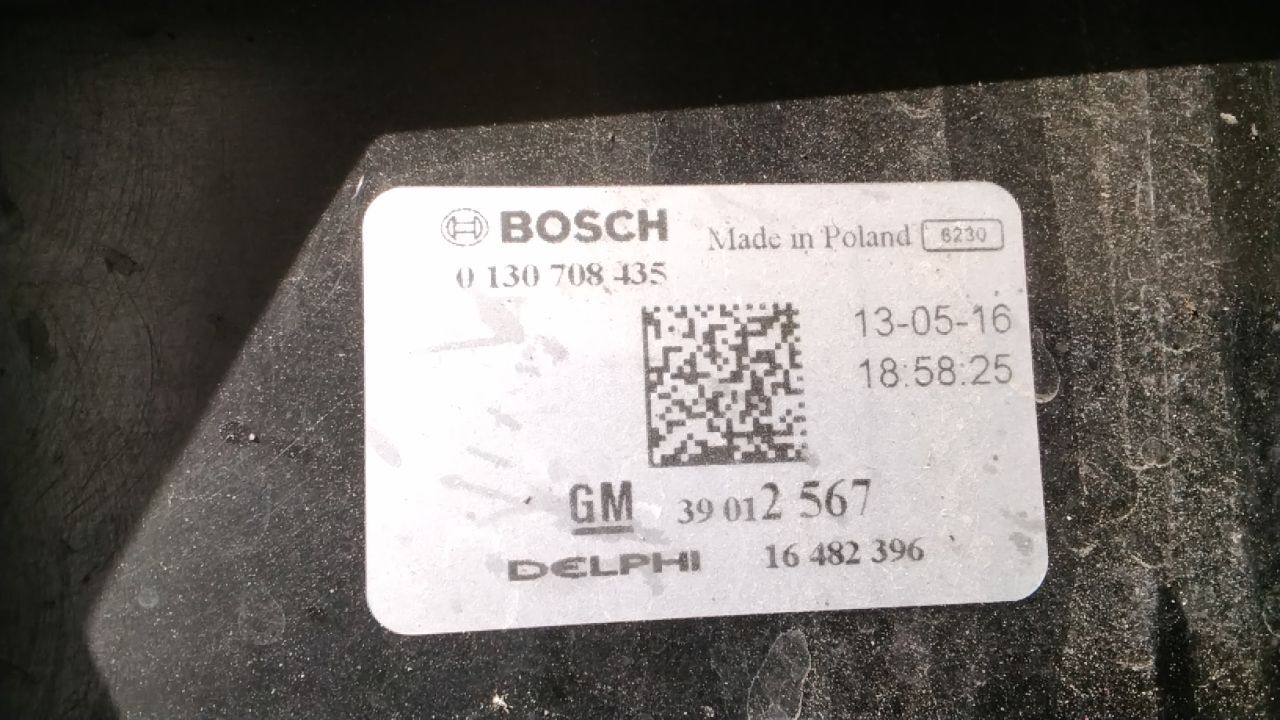 BOSCH Made in Poland 6230
0 130 708 435
13-05-16
18:58:25
GM 39 012 567
DELPHI 16 482 396